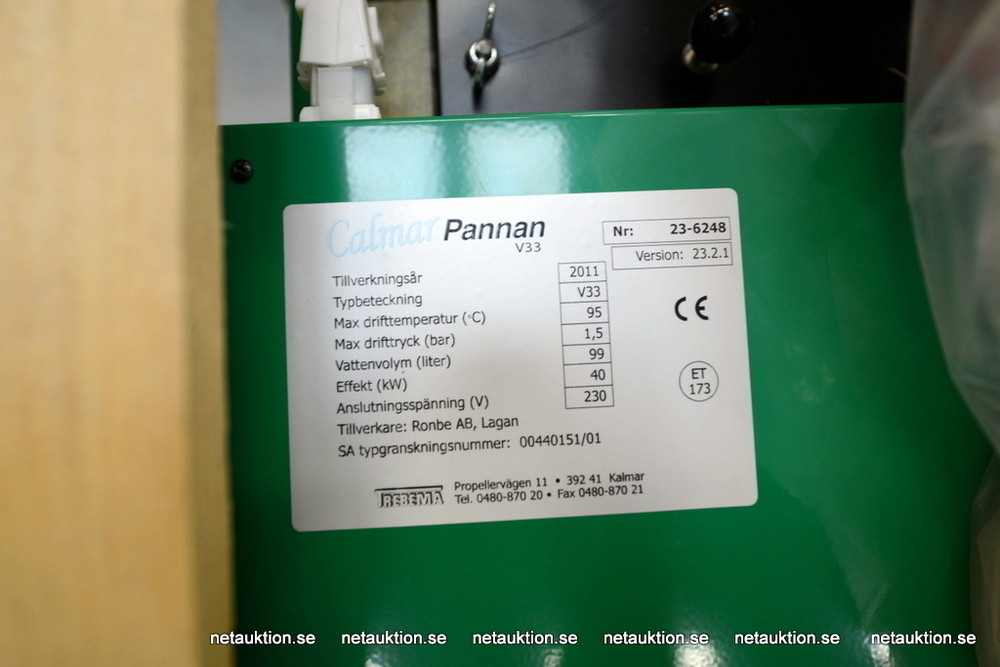 Calmar Pannan
V33
Nr: 23-6248
Version: 23.2.1
Tillverkningsår 2011
Typbeteckning V33
Max drifttemperatur (°C) 95
Max drifttryck (bar) 1,5
Vattenvolym (liter) 99
Effekt (kW) 40
Anslutningsspänning (V) 230
Tillverkare: Ronbe AB, Lagan
SA typgranskningsnummer: 00440151/01
CE
ET
173
TREBEMA
Propellervägen 11 • 392 41 Kalmar
Tel. 0480-870 20 • Fax 0480-870 21
netauktion.se netauktion.se netauktion.se netauktion.se netauktion.se netauktion.se